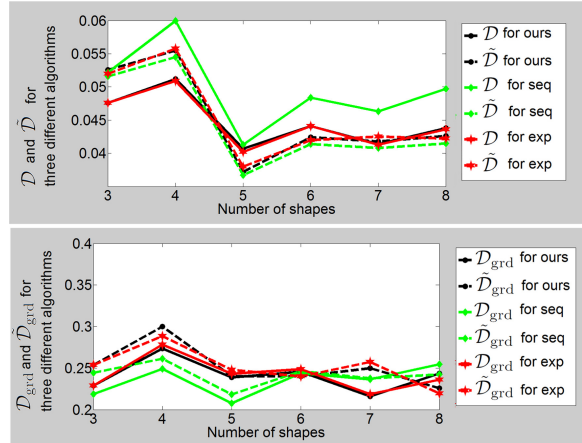 𝒟 and 𝒟̃ for
three different algorithms
0.06
0.055
0.05
0.045
0.04
3 4 5 6 7 8
Number of shapes
𝒟 for ours
𝒟̃ for ours
𝒟 for seq
𝒟̃ for seq
𝒟 for exp
𝒟̃ for exp
𝒟grd and 𝒟̃grd for
three different algorithms
0.4
0.35
0.3
0.25
0.2
3 4 5 6 7 8
Number of shapes
𝒟grd for ours
𝒟̃grd for ours
𝒟grd for seq
𝒟̃grd for seq
𝒟grd for exp
𝒟̃grd for exp